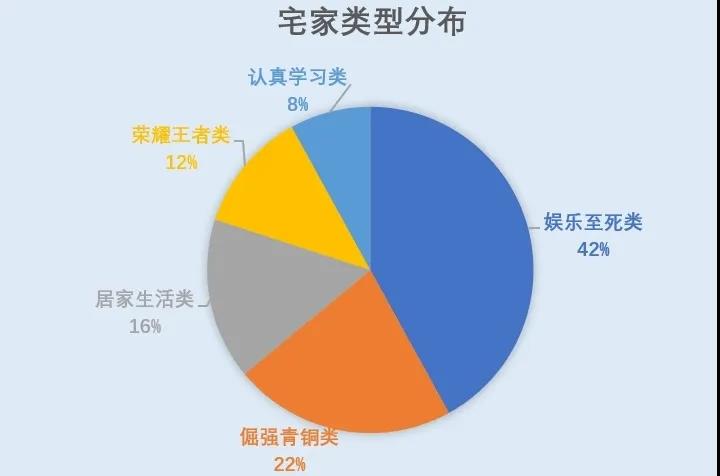 宅家类型分布
认真学习类
8%
荣耀王者类
12%
娱乐至死类
42%
居家生活类
16%
倔强青铜类
22%